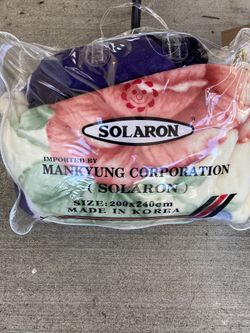 SOLARON
IMPORTED BY
MANKYUNG CORPORATION
( SOLARON )
SIZE: 200x240cm
MADE IN KOREA